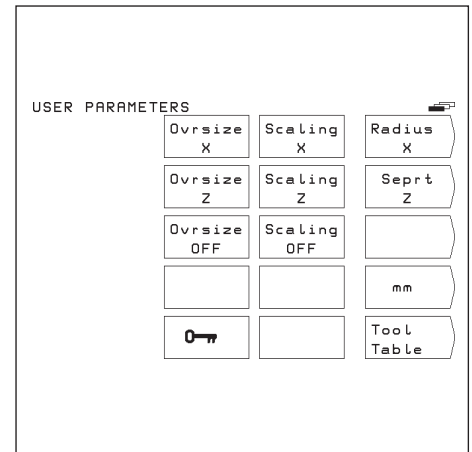 USER PARAMETERS
Ovrsize Scaling Radius
X X X
Ovrsize Scaling Seprt
Z Z Z
Ovrsize Scaling
OFF OFF
mm
Tool
Table